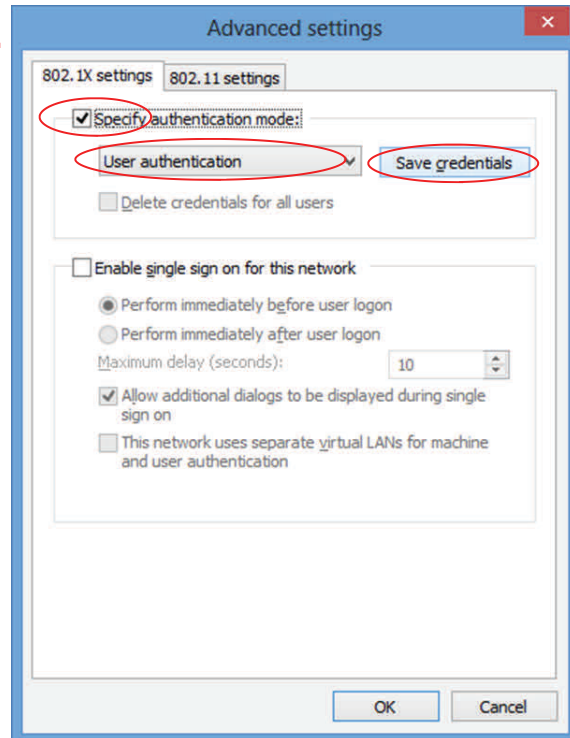 Advanced settings
802.1X settings 802.11 settings
Specify authentication mode:
User authentication Save credentials
Delete credentials for all users
Enable single sign on for this network
Perform immediately before user logon
Perform immediately after user logon
Maximum delay (seconds): 10
Allow additional dialogs to be displayed during single
sign on
This network uses separate virtual LANs for machine
and user authentication
OK Cancel